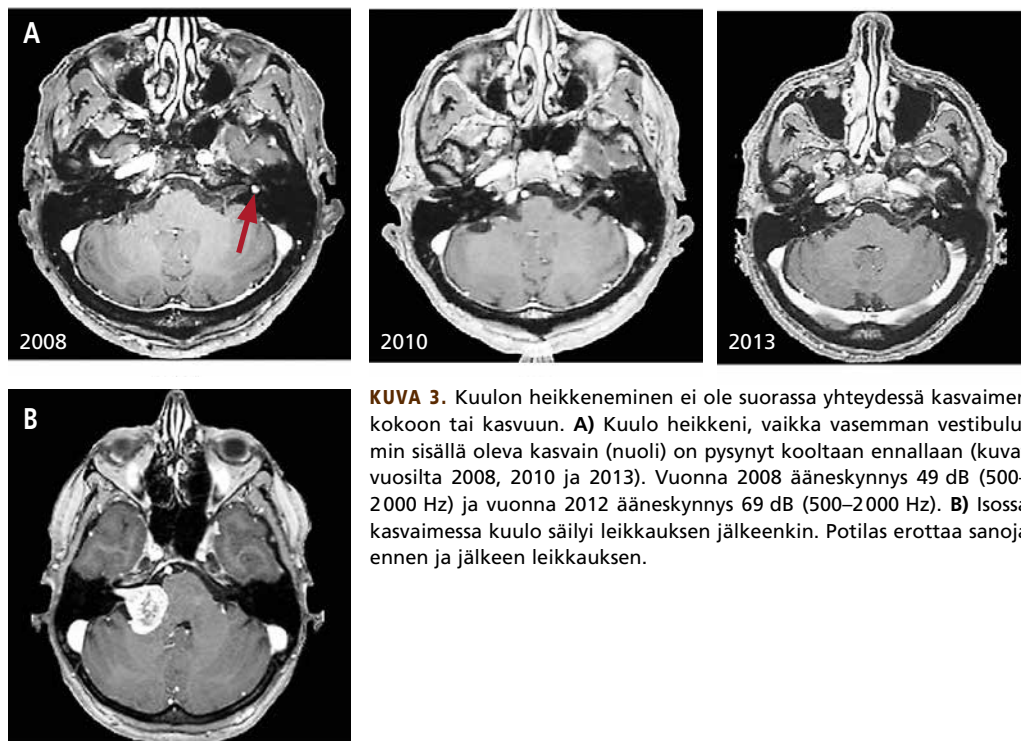 A
2008
2010
2013
B
KUVA 3. Kuulon heikkeneminen ei ole suorassa yhteydessä kasvaimen
kokoon tai kasvuun. A) Kuulo heikkeni, vaikka vasemman vestibulu
min sisällä oleva kasvain (nuoli) on pysynyt kooltaan ennallaan (kuva
vuosilta 2008, 2010 ja 2013). Vuonna 2008 ääneskynnys 49 dB (500–
2 000 Hz) ja vuonna 2012 ääneskynnys 69 dB (500–2 000 Hz). B) Isossa
kasvaimessa kuulo säilyi leikkauksen jälkeenkin. Potilas erottaa sanoja
ennen ja jälkeen leikkauksen.